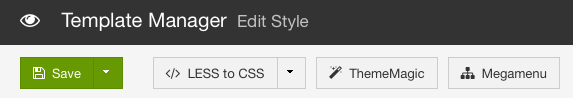 Template Manager Edit Style
Save </> LESS to CSS ThemeMagic Megamenu